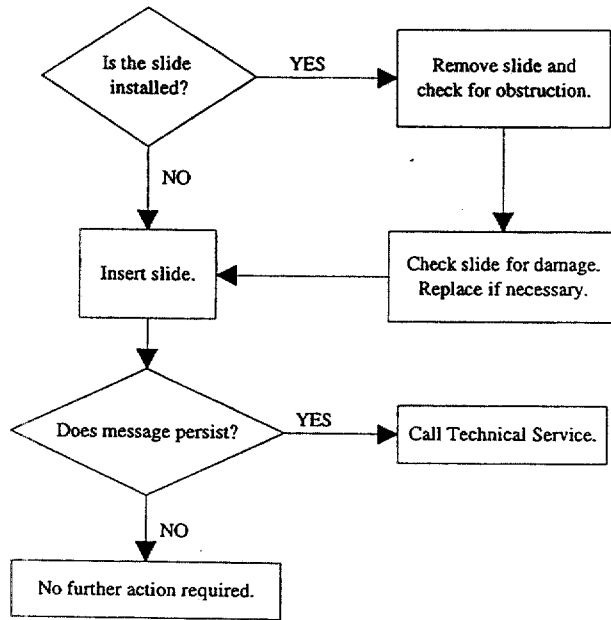 Is the slide
installed?
YES
Remove slide and
check for obstruction.
NO
Insert slide.
Check slide for damage.
Replace if necessary.
Does message persist?
YES
Call Technical Service.
NO
No further action required.